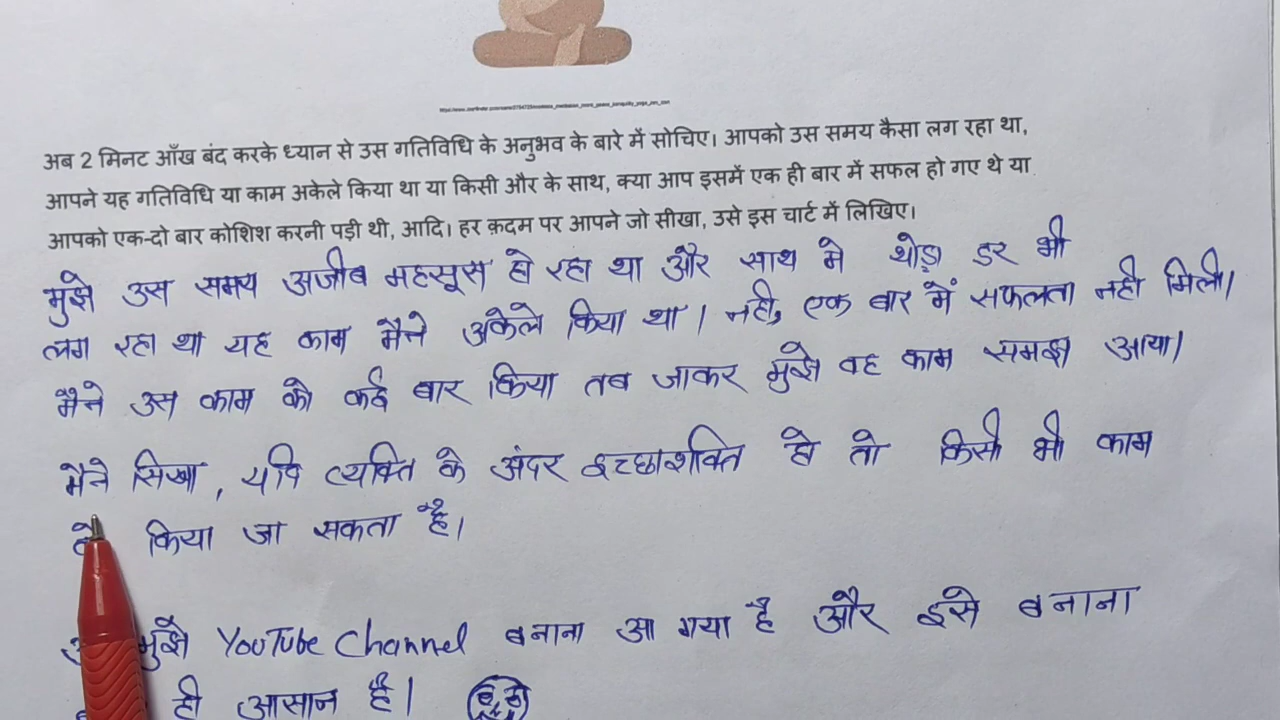 अब 2 मिनट आँख बंद करके ध्यान से उस गतिविधि के अनुभव के बारे में सोचिए। आपको उस समय कैसा लग रहा था,
आपने यह गतिविधि या काम अकेले किया था या किसी और के साथ, क्या आप इसमें एक ही बार में सफल हो गए थे या
आपको एक-दो बार कोशिश करनी पड़ी थी, आदि। हर क़दम पर आपने जो सीखा, उसे इस चार्ट में लिखिए।
मुझे उस समय अजीब महसूस हो रहा था और साथ मे थोड़ा डर भी
लग रहा था यह काम मैने अकेले किया था। नही, एक बार में सफलता नही मिली।
मैने उस काम को कई बार किया तब जाकर मुझे वह काम समझ आया।
मैने सिखा, यदि व्यक्ति के अंदर इच्छाशक्ति हो तो किसी भी काम
किया जा सकता है।
मुझे YouTube Channel बनाना आ गया है और इसे बनाना
ही आसान है।